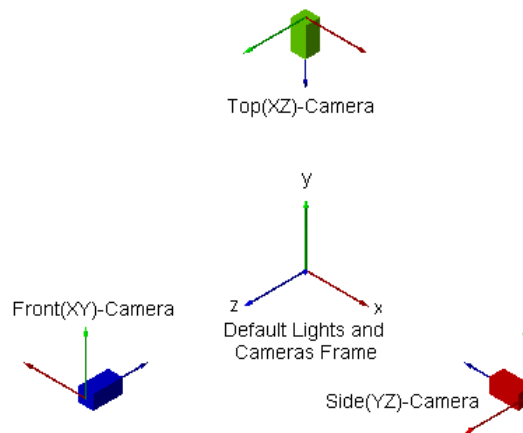 Top(XZ)-Camera
y
z
x
Front(XY)-Camera
Default Lights and
Cameras Frame
Side(YZ)-Camera